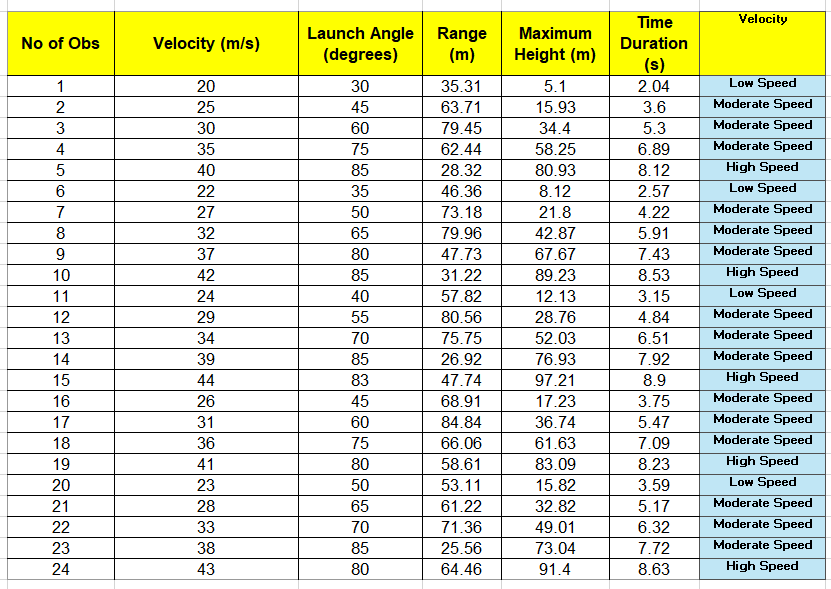 No of Obs Velocity (m/s) Launch Angle (degrees) Range (m) Maximum Height (m) Time Duration (s) Velocity
1 20 30 35.31 5.1 2.04 Low Speed
2 25 45 63.71 15.93 3.6 Moderate Speed
3 30 60 79.45 34.4 5.3 Moderate Speed
4 35 75 62.44 58.25 6.89 Moderate Speed
5 40 85 28.32 80.93 8.12 High Speed
6 22 35 46.36 8.12 2.57 Low Speed
7 27 50 73.18 21.8 4.22 Moderate Speed
8 32 65 79.96 42.87 5.91 Moderate Speed
9 37 80 47.73 67.67 7.43 Moderate Speed
10 42 85 31.22 89.23 8.53 High Speed
11 24 40 57.82 12.13 3.15 Low Speed
12 29 55 80.56 28.76 4.84 Moderate Speed
13 34 70 75.75 52.03 6.51 Moderate Speed
14 39 85 26.92 76.93 7.92 Moderate Speed
15 44 83 47.74 97.21 8.9 High Speed
16 26 45 68.91 17.23 3.75 Moderate Speed
17 31 60 84.84 36.74 5.47 Moderate Speed
18 36 75 66.06 61.63 7.09 Moderate Speed
19 41 80 58.61 83.09 8.23 High Speed
20 23 50 53.11 15.82 3.59 Low Speed
21 28 65 61.22 32.82 5.17 Moderate Speed
22 33 70 71.36 49.01 6.32 Moderate Speed
23 38 85 25.56 73.04 7.72 Moderate Speed
24 43 80 64.46 91.4 8.63 High Speed